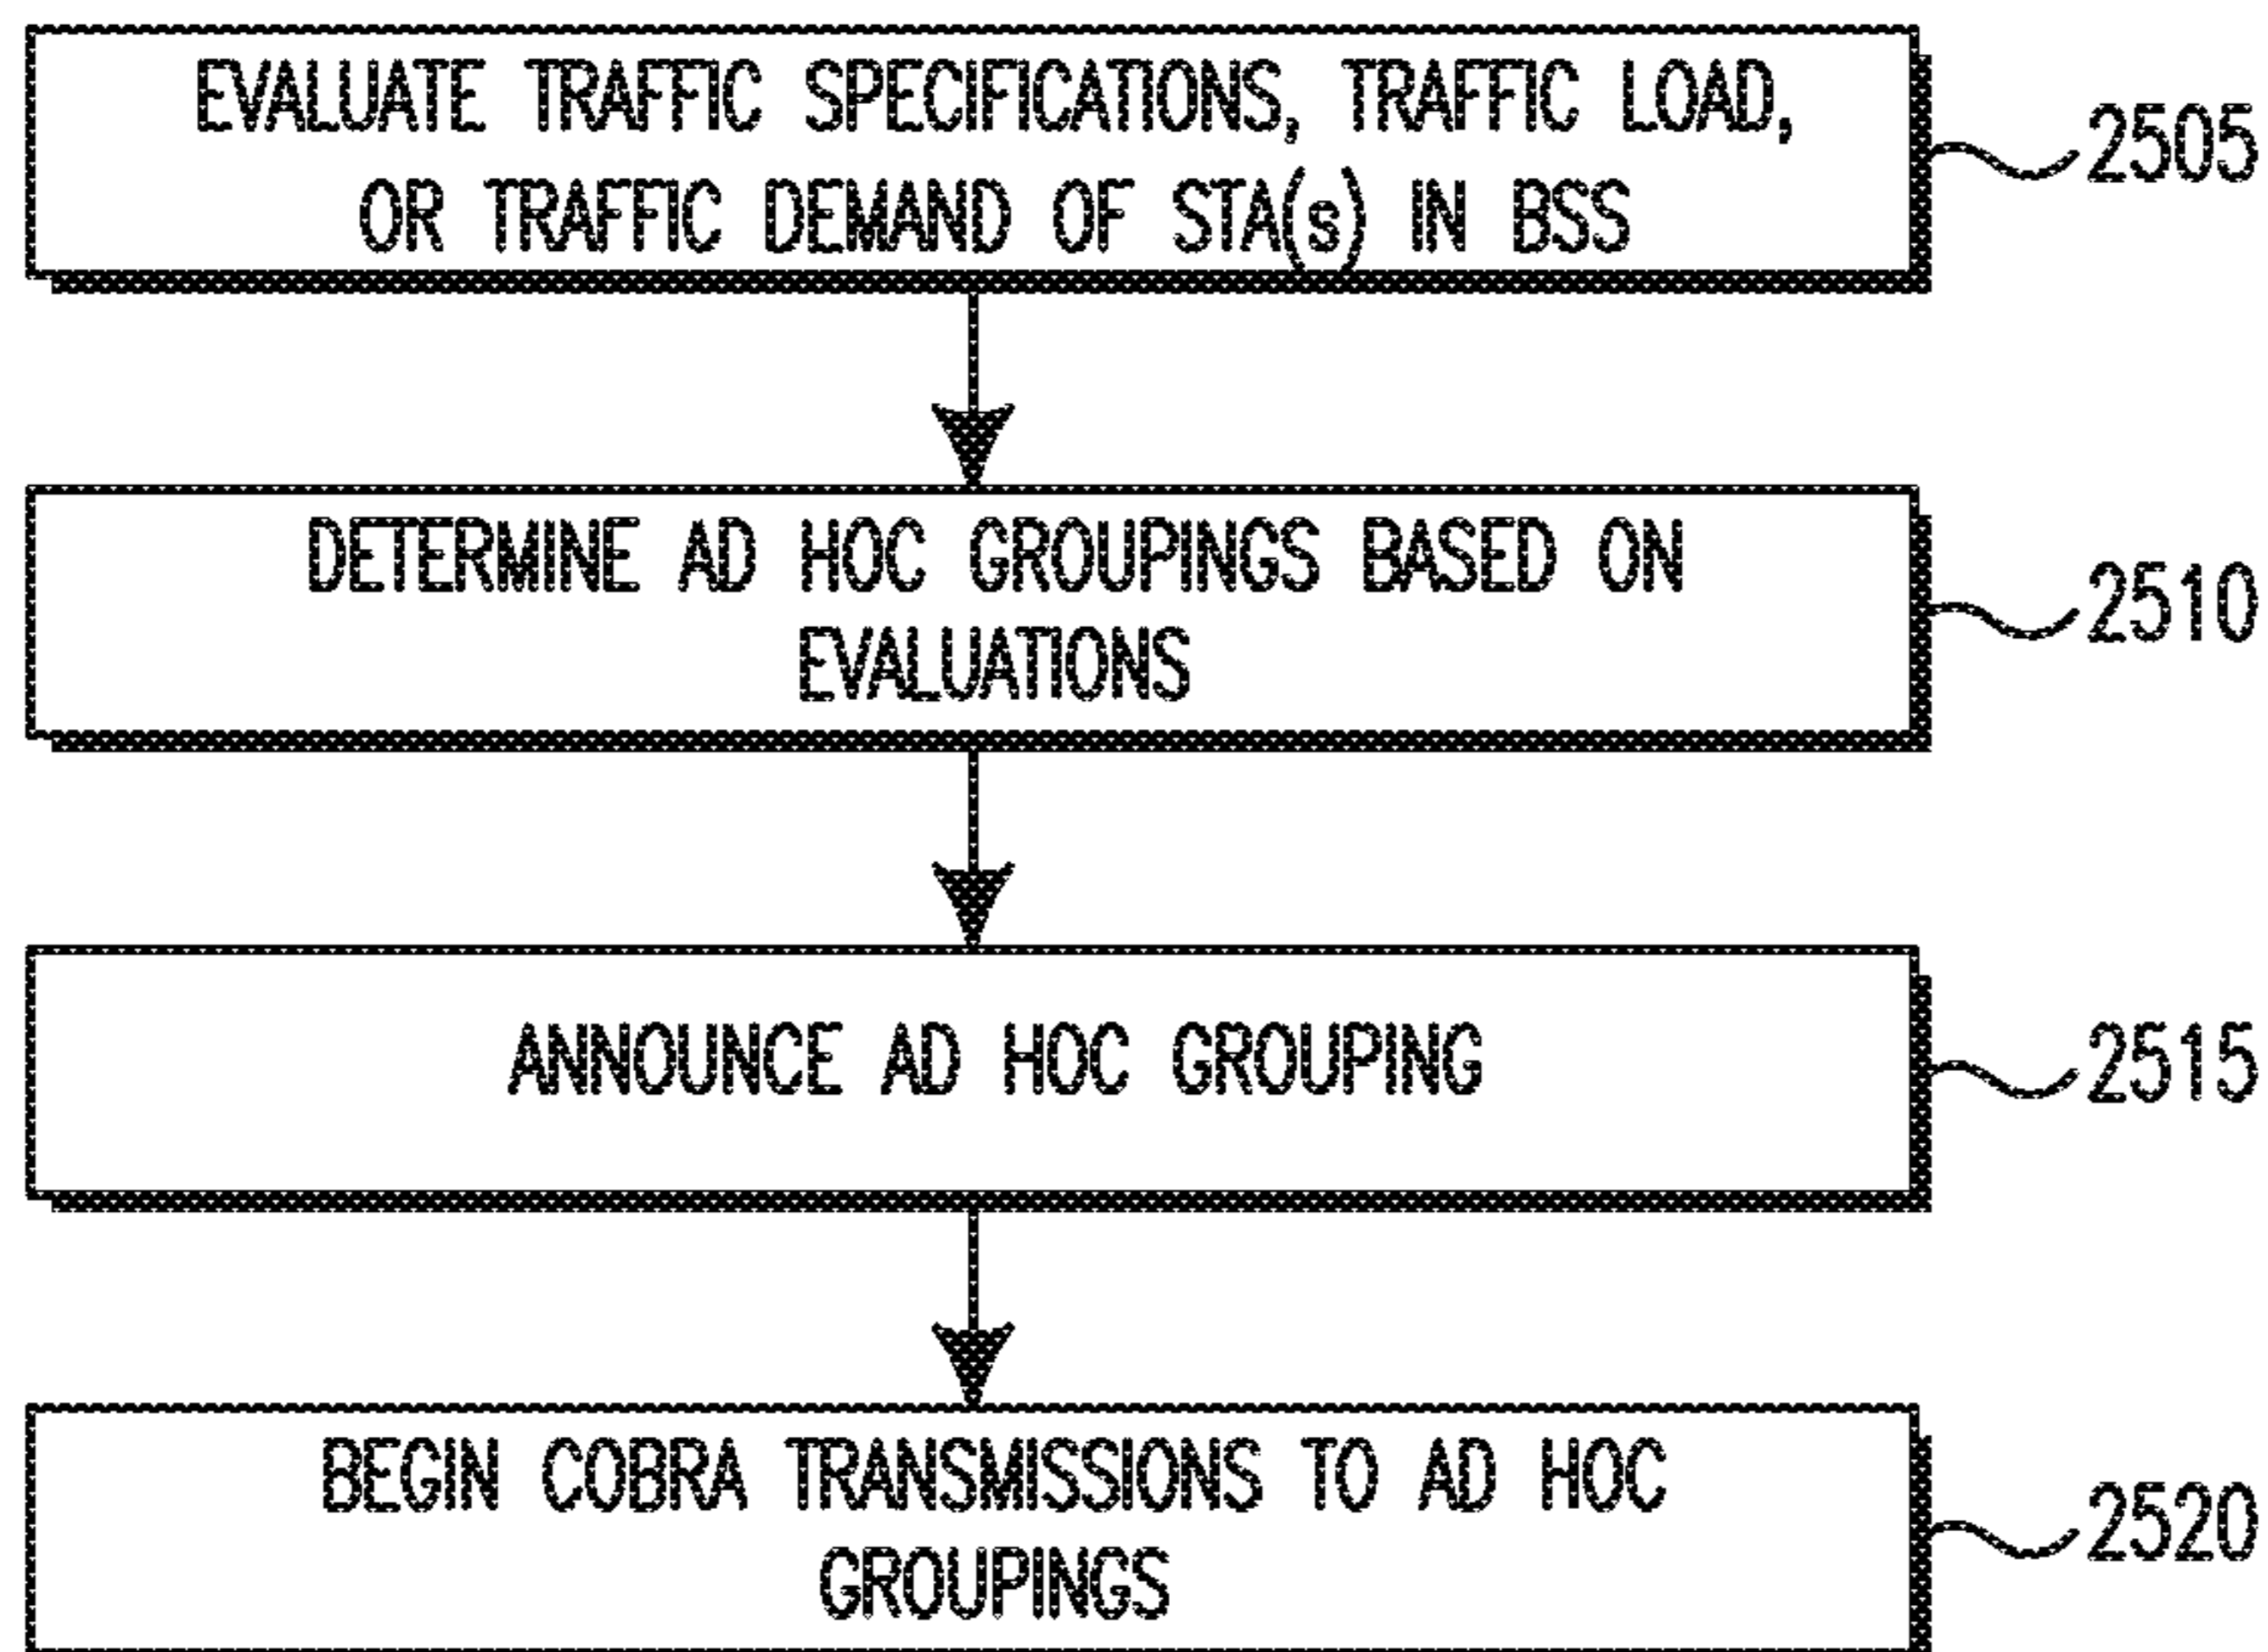 EVALUATE TRAFFIC SPECIFICATIONS, TRAFFIC LOAD,
OR TRAFFIC DEMAND OF STA(s) IN BSS
2505
DETERMINE AD HOC GROUPINGS BASED ON
EVALUATIONS
2510
ANNOUNCE AD HOC GROUPING
2515
BEGIN COBRA TRANSMISSIONS TO AD HOC
GROUPINGS
2520